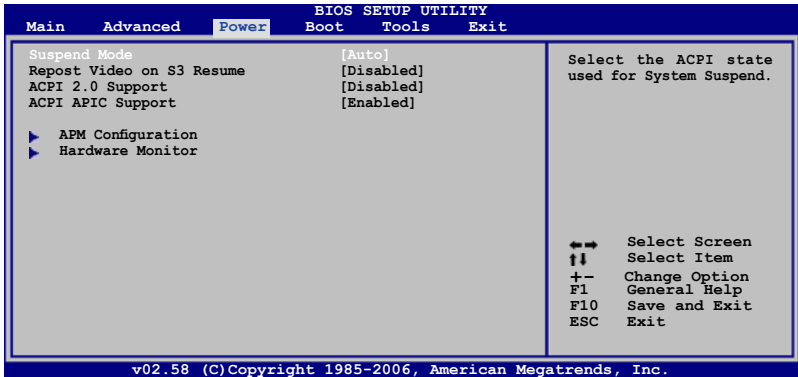 BIOS SETUP UTILITY
Main Advanced Power Boot Tools Exit
Suspend Mode [Auto]
Repost Video on S3 Resume [Disabled]
ACPI 2.0 Support [Disabled]
ACPI APIC Support [Enabled]
APM Configuration
Hardware Monitor
Select the ACPI state
used for System Suspend.
←→ Select Screen
↑↓ Select Item
+- Change Option
F1 General Help
F10 Save and Exit
ESC Exit
v02.58 (C)Copyright 1985-2006, American Megatrends, Inc.